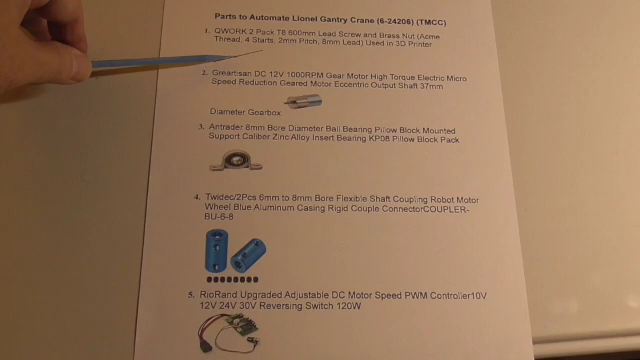 Parts to Automate Lionel Gantry Crane (6-24206) (TMCC)
1. QWORK 2 Pack T8 600mm Lead Screw and Brass Nut (Acme
Thread, 4 Starts, 2mm Pitch, 8mm Lead) Used in 3D Printer
2. Greartisan DC 12V 1000RPM Gear Motor High Torque Electric Micro
Speed Reduction Geared Motor Eccentric Output Shaft 37mm
Diameter Gearbox
3. Antrader 8mm Bore Diameter Ball Bearing Pillow Block Mounted
Support Caliber Zinc Alloy Insert Bearing KP08 Pillow Block Pack
4. Twidec/2Pcs 6mm to 8mm Bore Flexible Shaft Coupling Robot Motor
Wheel Blue Aluminum Casing Rigid Couple ConnectorCOUPLER-
BU-6-8
5. RioRand Upgraded Adjustable DC Motor Speed PWM Controller10V
12V 24V 30V Reversing Switch 120W